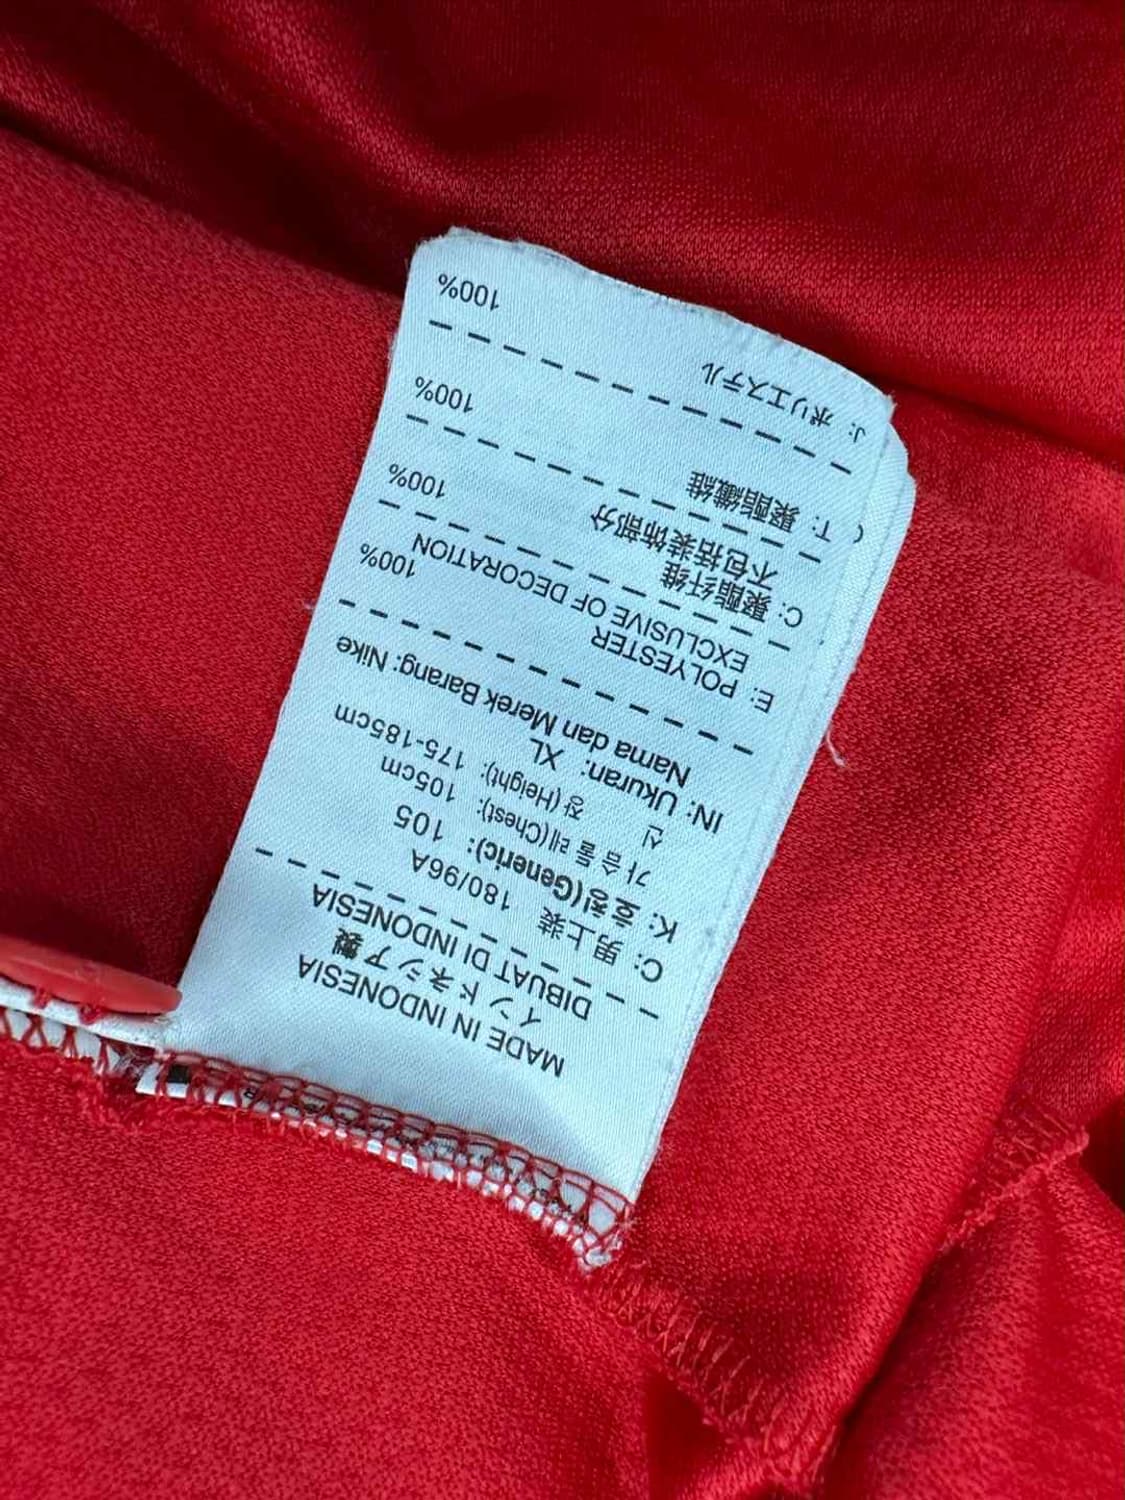 MADE IN INDONESIA
インドネシア製
DIBUAT DI INDONESIA
C: 男上装 180/96A
K: 호칭(Generic): 105
가슴둘레(Chest): 105cm
신 장(Height): 175-185cm
IN: Ukuran: XL
Nama dan Merek Barang: Nike
E: POLYESTER 100%
EXCLUSIVE OF DECORATION
C: 聚酯纤维 100%
不包括装饰部分
T: 聚酯纖維 100%
J: ポリエステル 100%